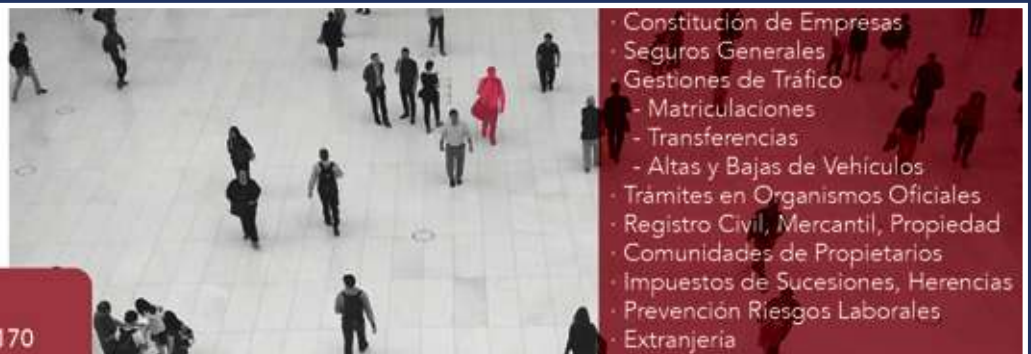 · Constitución de Empresas
· Seguros Generales
· Gestiones de Tráfico
- Matriculaciones
- Transferencias
- Altas y Bajas de Vehículos
· Trámites en Organismos Oficiales
· Registro Civil, Mercantil, Propiedad
· Comunidades de Propietarios
· Impuestos de Sucesiones, Herencias
· Prevención Riesgos Laborales
· Extranjería
170